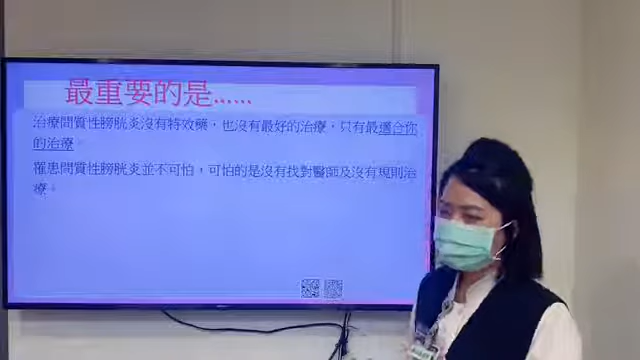 最重要的是......
治療間質性膀胱炎沒有特效藥，也沒有最好的治療，只有最適合你
的治療。
罹患間質性膀胱炎並不可怕，可怕的是沒有找對醫師及沒有規則治
療。